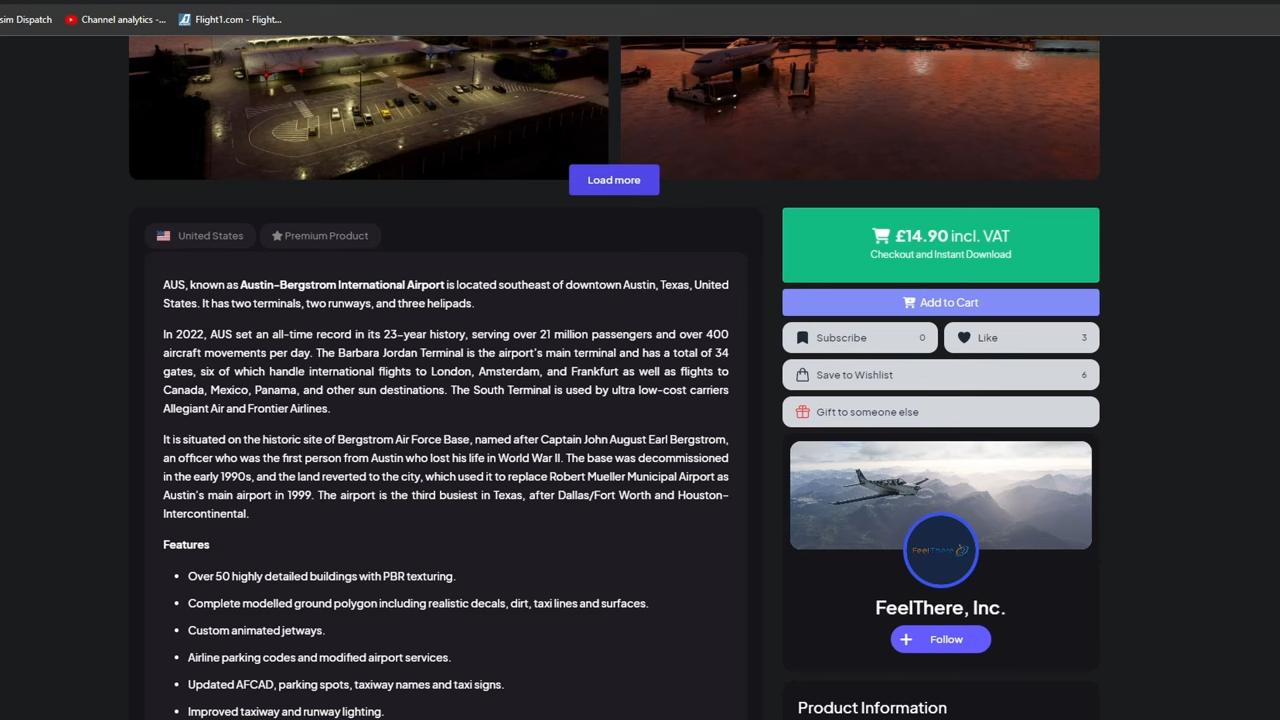 sim Dispatch
Channel analytics -...
Flight1.com - Flight...
Load more
United States
Premium Product
AUS, known as Austin-Bergstrom International Airport is located southeast of downtown Austin, Texas, United
States. It has two terminals, two runways, and three helipads.
In 2022, AUS set an all-time record in its 23-year history, serving over 21 million passengers and over 400
aircraft movements per day. The Barbara Jordan Terminal is the airport's main terminal and has a total of 34
gates, six of which handle international flights to London, Amsterdam, and Frankfurt as well as flights to
Canada, Mexico, Panama, and other sun destinations. The South Terminal is used by ultra low-cost carriers
Allegiant Air and Frontier Airlines.
It is situated on the historic site of Bergstrom Air Force Base, named after Captain John August Earl Bergstrom,
an officer who was the first person from Austin who lost his life in World War II. The base was decommissioned
in the early 1990s, and the land reverted to the city, which used it to replace Robert Mueller Municipal Airport as
Austin's main airport in 1999. The airport is the third busiest in Texas, after Dallas/Fort Worth and Houston-
Intercontinental.
Features
• Over 50 highly detailed buildings with PBR texturing.
• Complete modelled ground polygon including realistic decals, dirt, taxi lines and surfaces.
• Custom animated jetways.
• Airline parking codes and modified airport services.
• Updated AFCAD, parking spots, taxiway names and taxi signs.
• Improved taxiway and runway lighting.
£14.90 incl. VAT
Checkout and Instant Download
Add to Cart
Subscribe 0
Like 3
Save to Wishlist 6
Gift to someone else
FeelThere
FeelThere, Inc.
Follow
Product Information